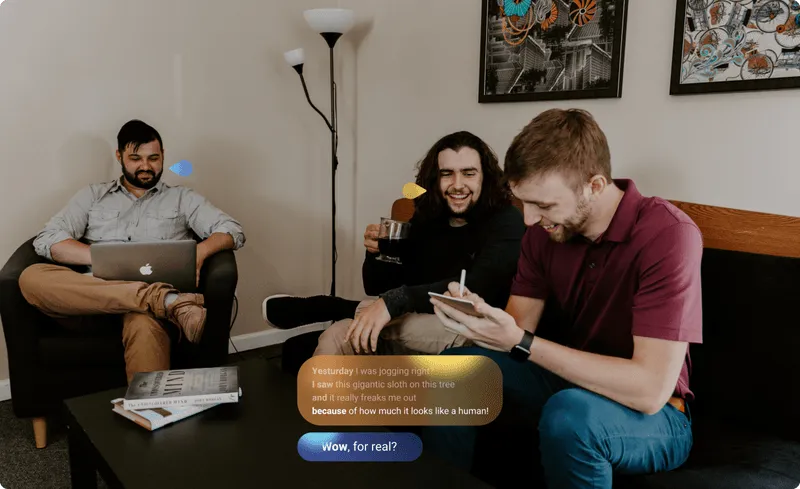 Yesturday I was jogging right
I saw this gigantic sloth on this tree
and it really freaks me out
because of how much it looks like a human!
Wow, for real?